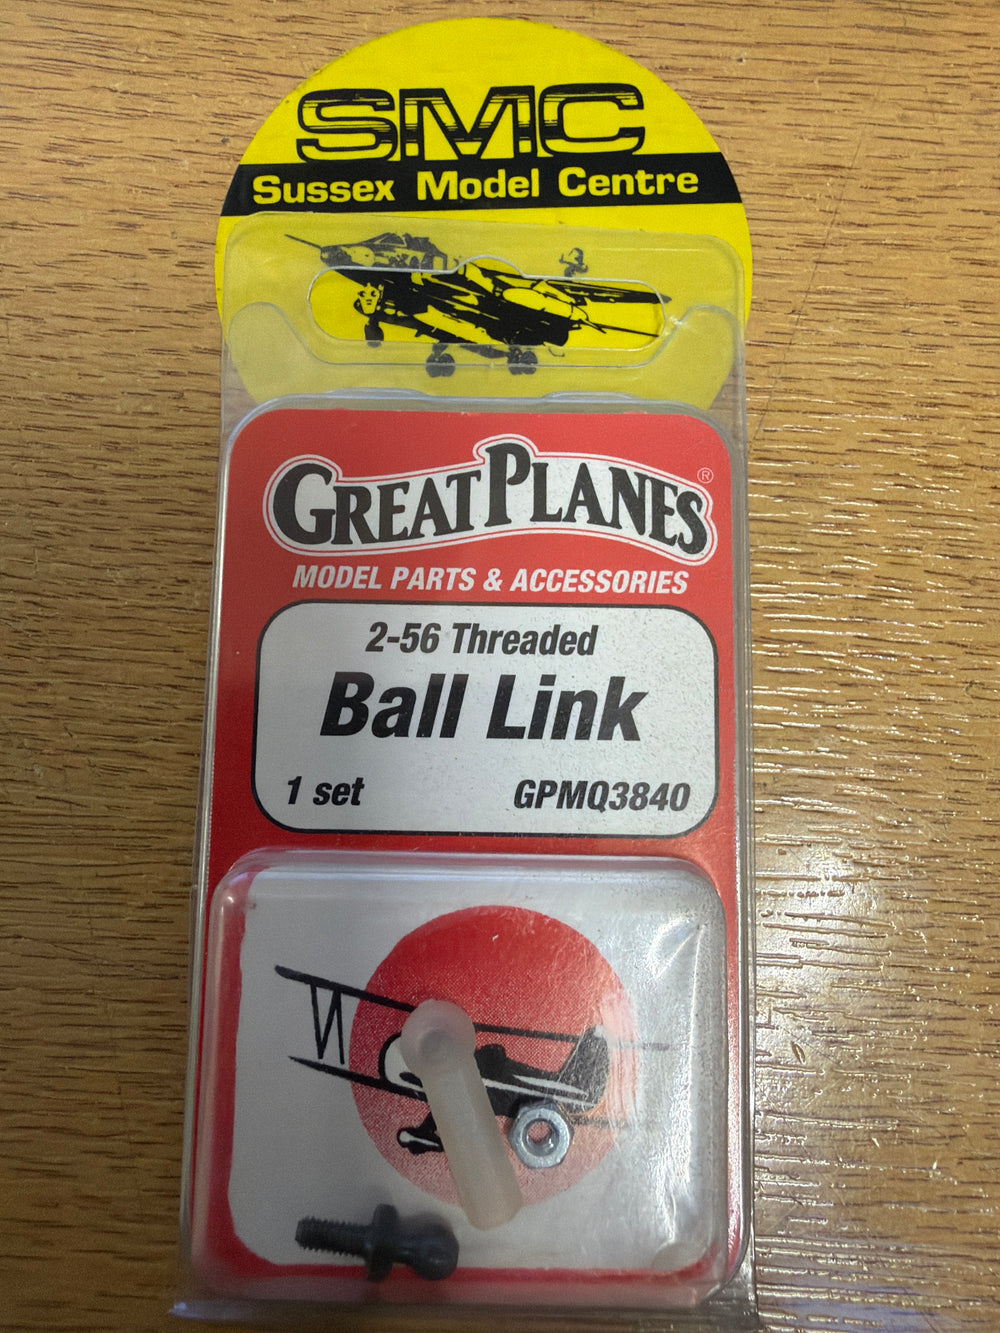 SMC
Sussex Model Centre
GREAT PLANES®
MODEL PARTS & ACCESSORIES
2-56 Threaded
Ball Link
1 set GPMQ3840